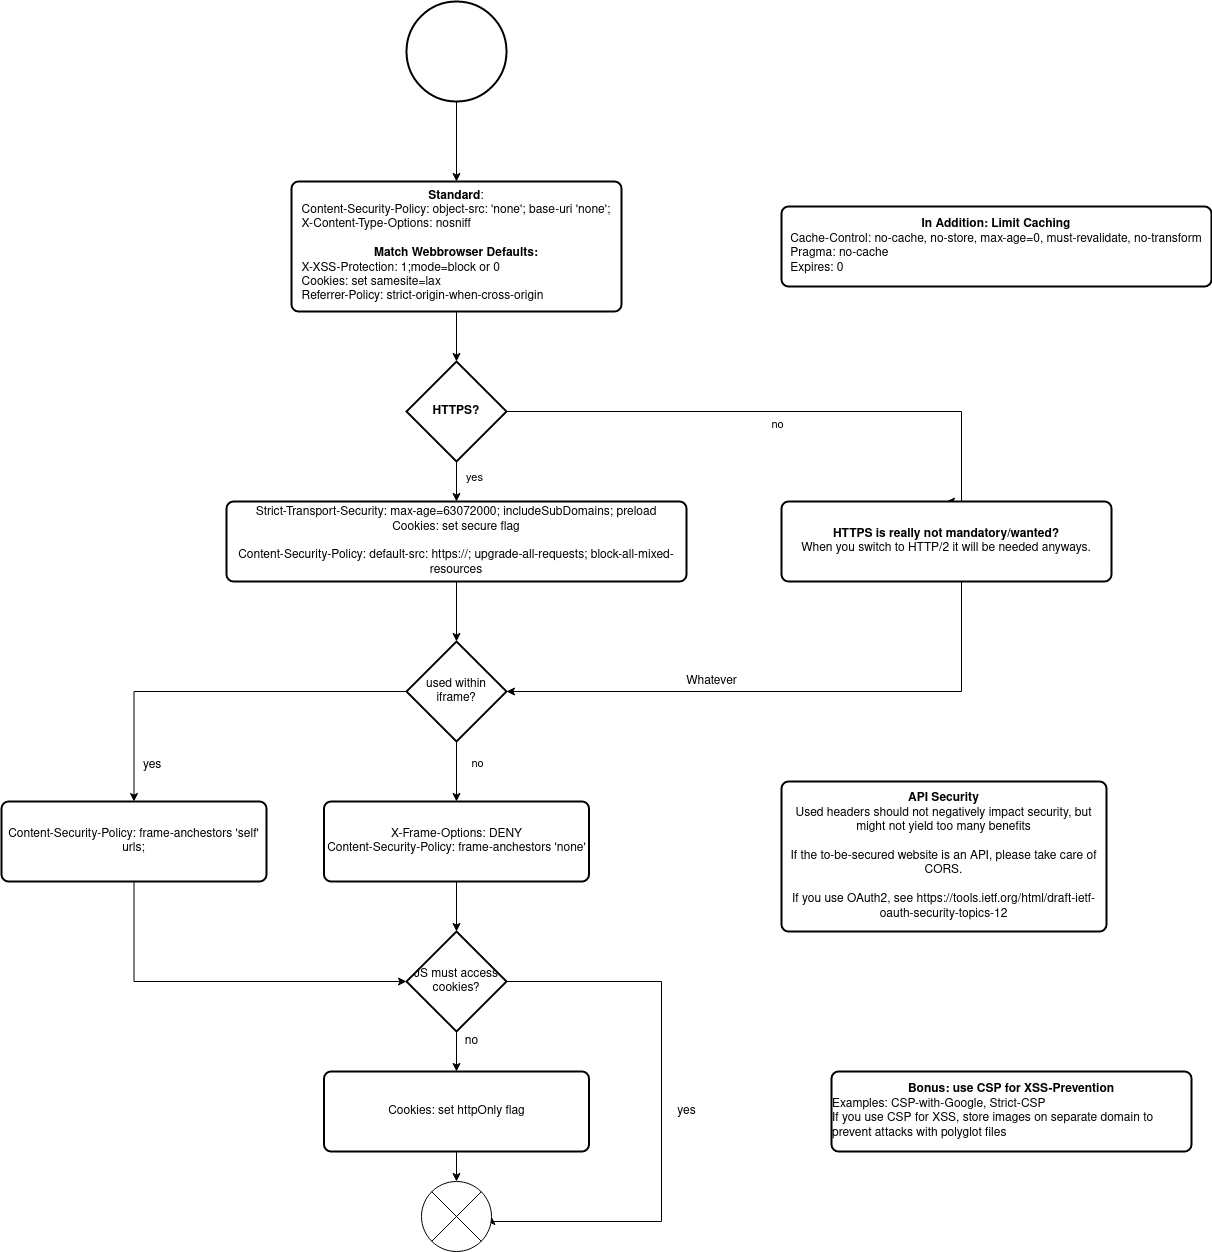 Standard:
Content-Security-Policy: object-src: 'none'; base-uri 'none';
X-Content-Type-Options: nosniff
Match Webbrowser Defaults:
X-XSS-Protection: 1;mode=block or 0
Cookies: set samesite=lax
Referrer-Policy: strict-origin-when-cross-origin
In Addition: Limit Caching
Cache-Control: no-cache, no-store, max-age=0, must-revalidate, no-transform
Pragma: no-cache
Expires: 0
HTTPS?
no
yes
Strict-Transport-Security: max-age=63072000; includeSubDomains; preload
Cookies: set secure flag
Content-Security-Policy: default-src: https://; upgrade-all-requests; block-all-mixed-
resources
HTTPS is really not mandatory/wanted?
When you switch to HTTP/2 it will be needed anyways.
used within
iframe?
Whatever
yes
no
Content-Security-Policy: frame-anchestors 'self'
urls;
X-Frame-Options: DENY
Content-Security-Policy: frame-anchestors 'none'
API Security
Used headers should not negatively impact security, but
might not yield too many benefits
If the to-be-secured website is an API, please take care of
CORS.
If you use OAuth2, see https://tools.ietf.org/html/draft-ietf-
oauth-security-topics-12
JS must access
cookies?
no
yes
Cookies: set httpOnly flag
Bonus: use CSP for XSS-Prevention
Examples: CSP-with-Google, Strict-CSP
If you use CSP for XSS, store images on separate domain to
prevent attacks with polyglot files